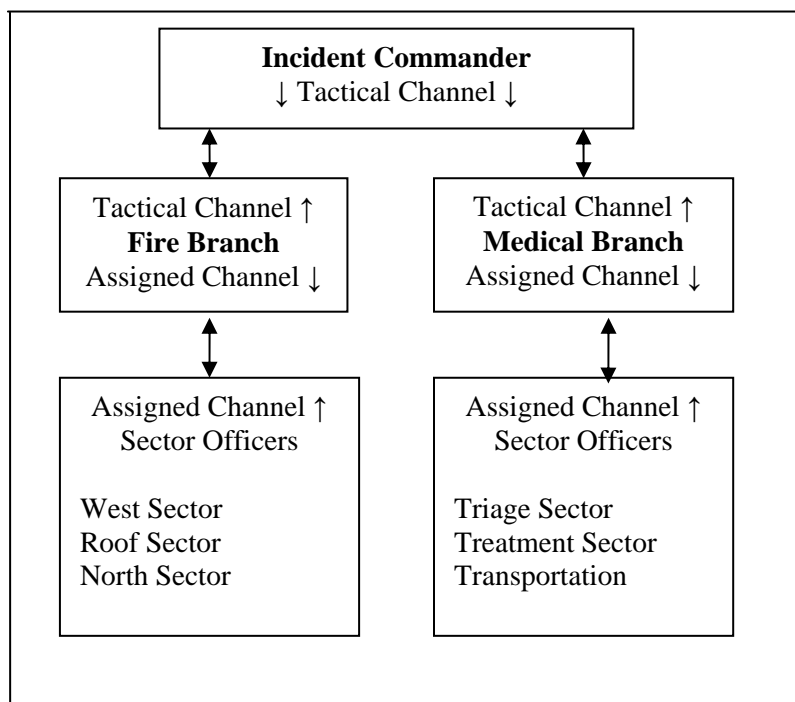 Incident Commander
↓ Tactical Channel ↓
Tactical Channel ↑
Fire Branch
Assigned Channel ↓
Tactical Channel ↑
Medical Branch
Assigned Channel ↓
Assigned Channel ↑
Sector Officers
West Sector
Roof Sector
North Sector
Assigned Channel ↑
Sector Officers
Triage Sector
Treatment Sector
Transportation